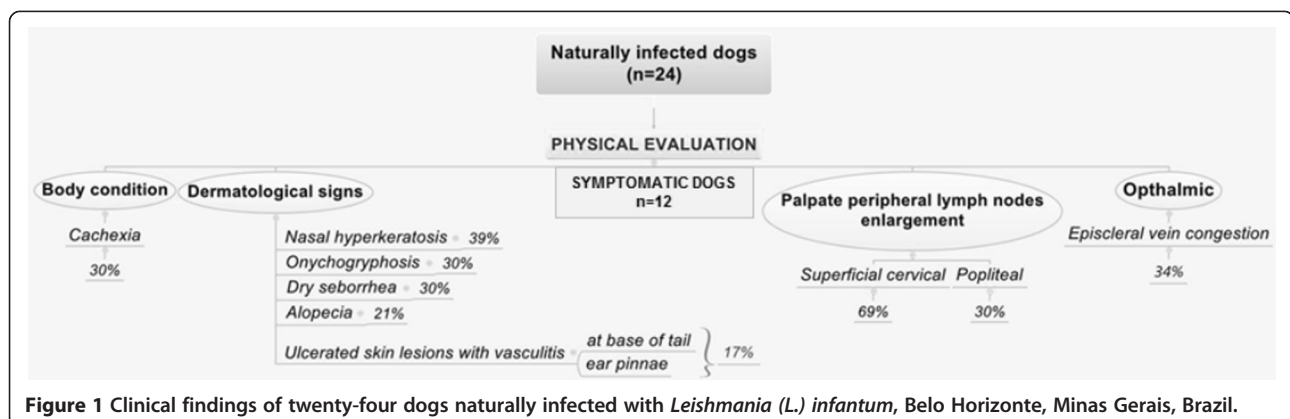 Naturally infected dogs
(n=24)
PHYSICAL EVALUATION
SYMPTOMATIC DOGS
n=12
Body condition
Cachexia
30%
Dermatological signs
Nasal hyperkeratosis 39%
Onychogryphosis 30%
Dry seborrhea 30%
Alopecia 21%
Ulcerated skin lesions with vasculitis
at base of tail
ear pinnae
17%
Palpate peripheral lymph nodes
enlargement
Superficial cervical
69%
Popliteal
30%
Opthalmic
Episcleral vein congestion
34%
Figure 1 Clinical findings of twenty-four dogs naturally infected with Leishmania (L.) infantum, Belo Horizonte, Minas Gerais, Brazil.